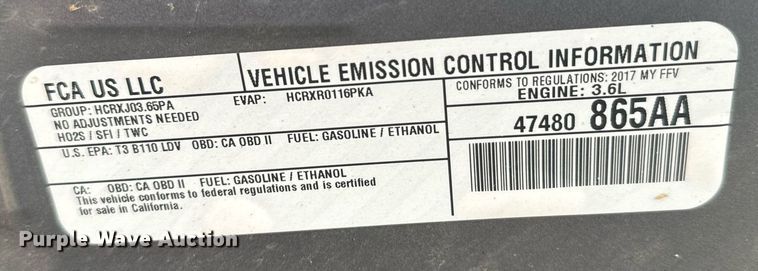 FCA US LLC
VEHICLE EMISSION CONTROL INFORMATION
GROUP: HCRXJ03.65PA
EVAP: HCRXR0116PKA
NO ADJUSTMENTS NEEDED
HO2S / SFI / TWC
U.S. EPA: T3 B110 LDV OBD: CA OBD II FUEL: GASOLINE / ETHANOL
CA: OBD: CA OBD II FUEL: GASOLINE / ETHANOL
This vehicle conforms to federal regulations and is certified
for sale in California.
CONFORMS TO REGULATIONS: 2017 MY FFV
ENGINE: 3.6L
47480 865AA
Purple Wave Auction